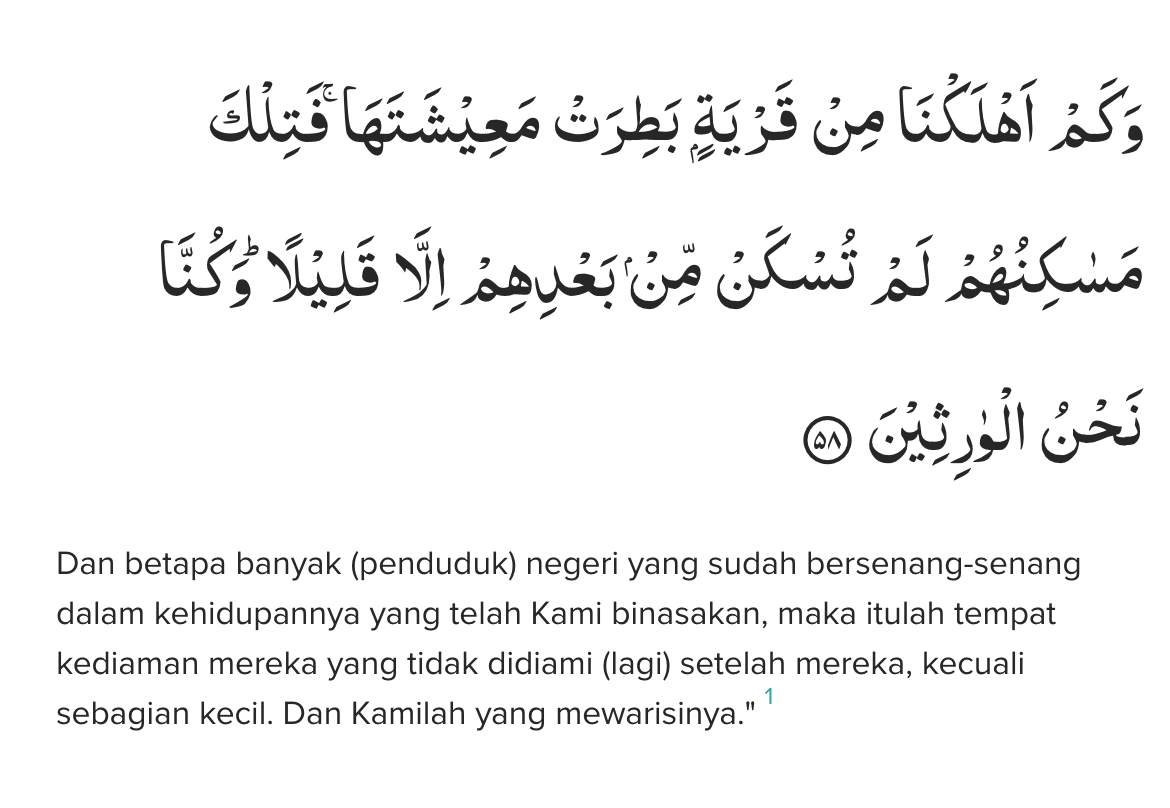 وَكَمْ اَهْلَكْنَا مِنْ قَرْيَةٍۢ بَطِرَتْ مَعِيْشَتَهَا ۚفَتِلْكَ
مَسٰكِنُهُمْ لَمْ تُسْكَنْ مِّنْۢ بَعْدِهِمْ اِلَّا قَلِيْلًاۗ وَكُنَّا
نَحْنُ الْوٰرِثِيْنَ ۵۸
Dan betapa banyak (penduduk) negeri yang sudah bersenang-senang
dalam kehidupannya yang telah Kami binasakan, maka itulah tempat
kediaman mereka yang tidak didiami (lagi) setelah mereka, kecuali
sebagian kecil. Dan Kamilah yang mewarisinya." 1